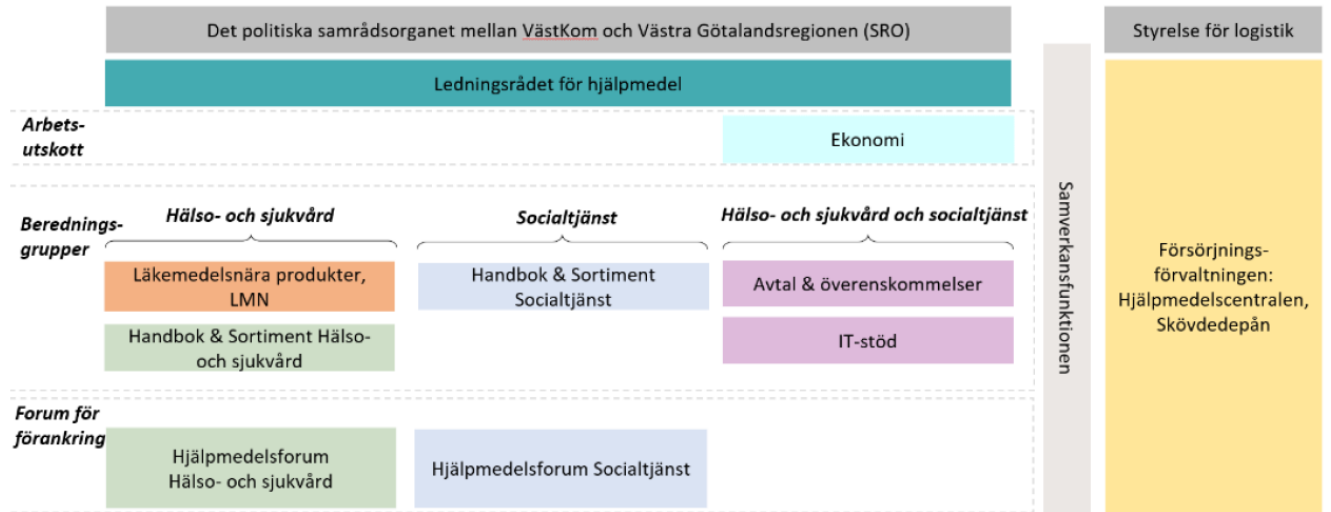 Det politiska samrådsorganet mellan VästKom och Västra Götalandsregionen (SRO)
Styrelse för logistik
Ledningsrådet för hjälpmedel
Arbets-
utskott
Ekonomi
Berednings-
grupper
Hälso- och sjukvård
Socialtjänst
Hälso- och sjukvård och socialtjänst
Läkemedelsnära produkter,
LMN
Handbok & Sortiment
Socialtjänst
Avtal & överenskommelser
Handbok & Sortiment Hälso-
och sjukvård
IT-stöd
Forum för
förankring
Hjälpmedelsforum
Hälso- och sjukvård
Hjälpmedelsforum Socialtjänst
Samverkansfunktionen
Försörjnings-
förvaltningen:
Hjälpmedelscentralen,
Skövdedepån